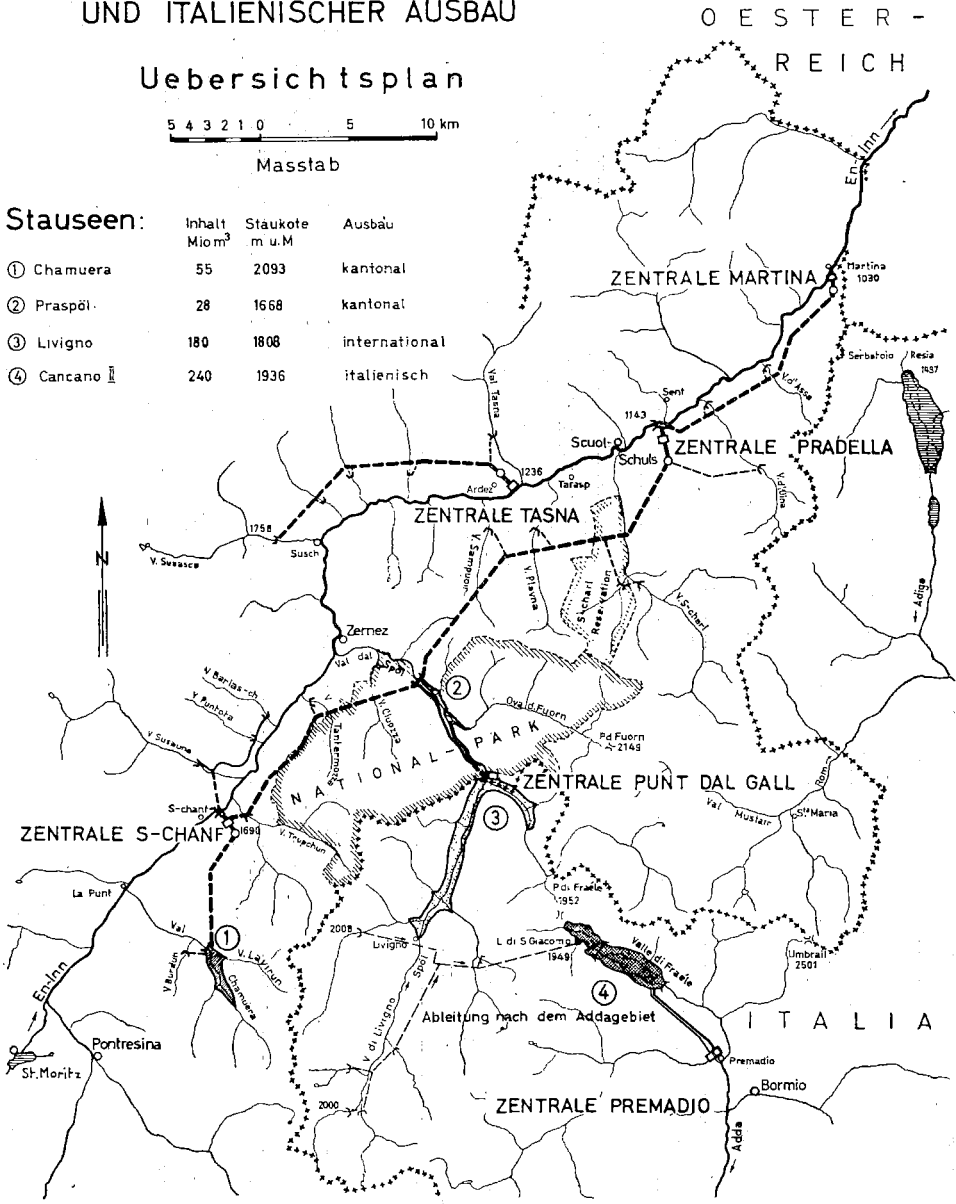 UND ITALIENISCHER AUSBAU
OESTER-
REICH
Uebersichtsplan
5 4 3 2 1 0 5 10 km
Masstab
Stauseen:
Inhalt Staukote Ausbau
Mio m³ m u.M
① Chamuera 55 2093 kantonal
② Praspöl 28 1668 kantonal
③ Livigno 180 1808 international
④ Cancano II 240 1936 italienisch
En-Inn
ZENTRALE MARTINA
Martina
1030
Serbatoio Resia
1497
V. d'Assa
Val Tasna
Sent
1143
Scuol-
Schuls
ZENTRALE PRADELLA
1236
Ardez
Tarasp
V. d'Uina
ZENTRALE TASNA
1758
Susch
V. Susasca
N
V. Sampuoir
V. Plavna
S-charl
Reservation
V. S-charl
Adige
Zernez
Val dal Spöl
②
V. Barlas-ch
V. Puntota
V. Cluozza
Ova d. Fuorn
Tantermozza
Pd Fuorn
2149
V. Susauna
NATIONAL-PARK
ZENTRALE PUNT DAL GALL
Rom
S-chanf
ZENTRALE S-CHANF
1690
V. Trupchun
③
Val Mustair
Sta Maria
La Punt
P. di Fraéle
1952
①
Val
V. Lavirun
V. Burdun
Chamuera
2008
Livigno
Spöl
L. di S. Giacomo
1949
Valle di Fraéle
Umbrail
2501
④
En-Inn
Ableitung nach dem Addagebiet
ITALIA
V. di Livigno
Pontresina
St. Moritz
Premadio
Bormio
2000
ZENTRALE PREMADIO
Adda